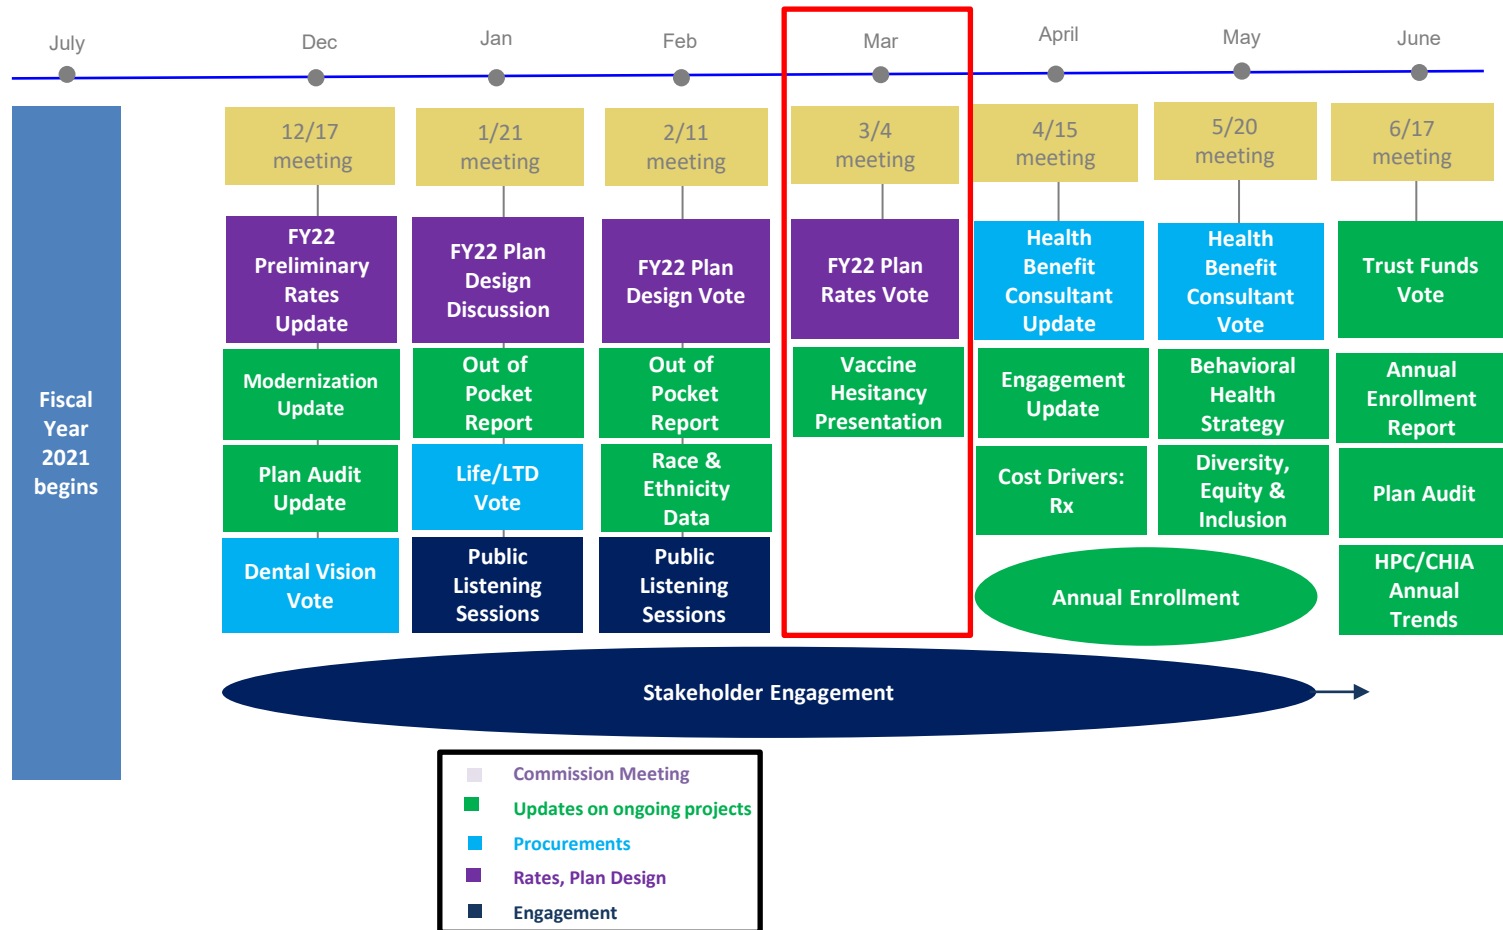 July
Dec
Jan
Feb
Mar
April
May
June
Fiscal
Year
2021
begins
12/17
meeting
FY22
Preliminary
Rates
Update
Modernization
Update
Plan Audit
Update
Dental Vision
Vote
1/21
meeting
FY22 Plan
Design
Discussion
Out of
Pocket
Report
Life/LTD
Vote
Public
Listening
Sessions
2/11
meeting
FY22 Plan
Design Vote
Out of
Pocket
Report
Race &
Ethnicity
Data
Public
Listening
Sessions
3/4
meeting
FY22 Plan
Rates Vote
Vaccine
Hesitancy
Presentation
4/15
meeting
Health
Benefit
Consultant
Update
Engagement
Update
Cost Drivers:
Rx
5/20
meeting
Health
Benefit
Consultant
Vote
Behavioral
Health
Strategy
Diversity,
Equity &
Inclusion
Annual Enrollment
6/17
meeting
Trust Funds
Vote
Annual
Enrollment
Report
Plan Audit
HPC/CHIA
Annual
Trends
Stakeholder Engagement
Commission Meeting
Updates on ongoing projects
Procurements
Rates, Plan Design
Engagement